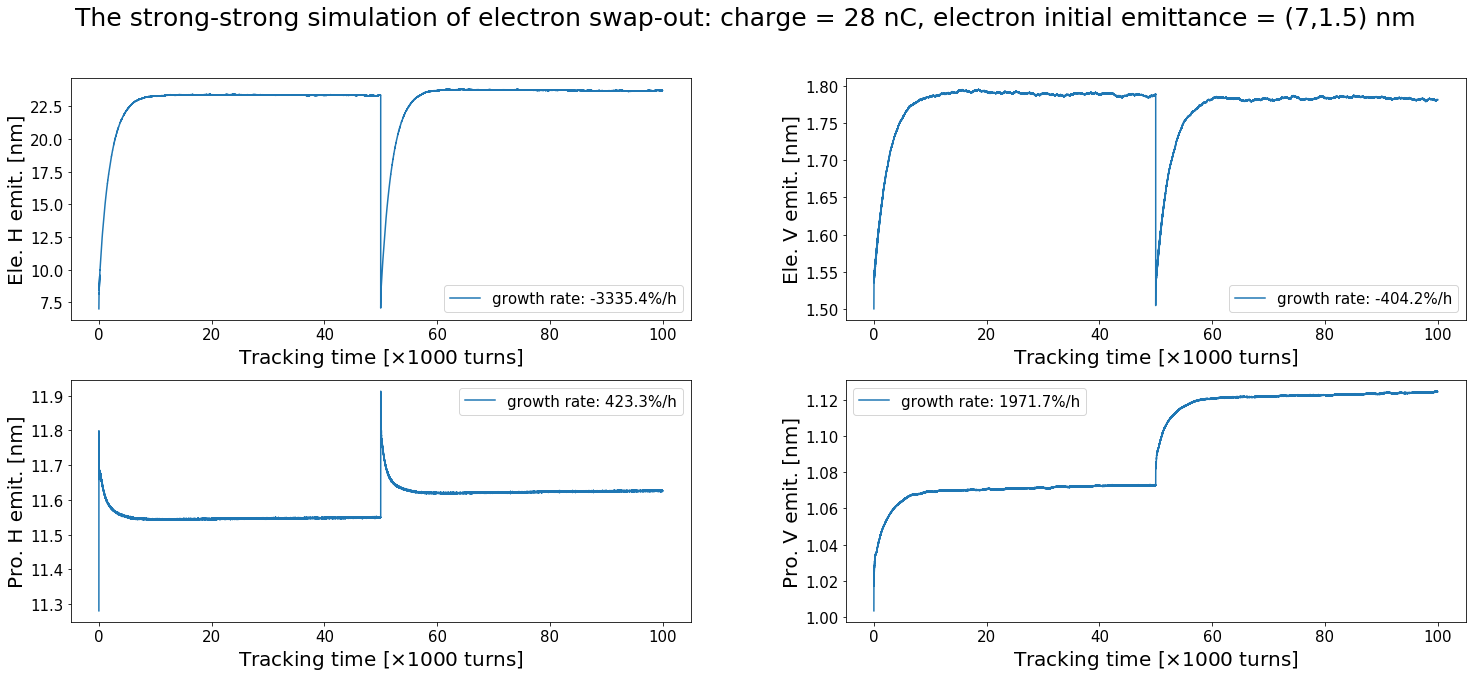 The strong-strong simulation of electron swap-out: charge = 28 nC, electron initial emittance = (7,1.5) nm
Ele. H emit. [nm]
22.5
20.0
17.5
15.0
12.5
10.0
7.5
growth rate: -3335.4%/h
0 20 40 60 80 100
Tracking time [×1000 turns]
Ele. V emit. [nm]
1.80
1.75
1.70
1.65
1.60
1.55
1.50
growth rate: -404.2%/h
0 20 40 60 80 100
Tracking time [×1000 turns]
Pro. H emit. [nm]
11.9
11.8
11.7
11.6
11.5
11.4
11.3
growth rate: 423.3%/h
0 20 40 60 80 100
Tracking time [×1000 turns]
Pro. V emit. [nm]
1.12
1.10
1.08
1.06
1.04
1.02
1.00
growth rate: 1971.7%/h
0 20 40 60 80 100
Tracking time [×1000 turns]